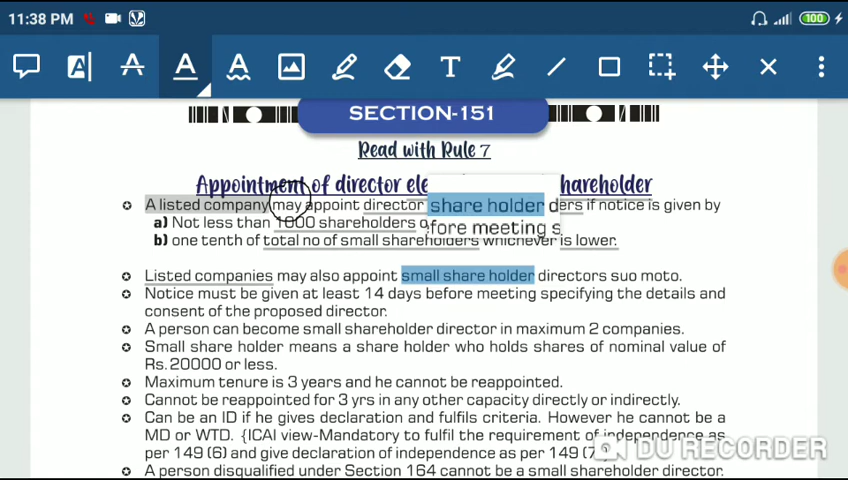 11:38 PM
100
A
A
A
T
SECTION-151
Read with Rule 7
Appointment of director ele shareholder
A listed company may appoint director share holder ders if notice is given by
a) Not less than 1000 shareholders o
fore meeting s
b) one tenth of total no of small shareholders whichever is lower.
Listed companies may also appoint small share holder directors suo moto.
Notice must be given at least 14 days before meeting specifying the details and
consent of the proposed director.
A person can become small shareholder director in maximum 2 companies.
Small share holder means a share holder who holds shares of nominal value of
Rs. 20000 or less.
Maximum tenure is 3 years and he cannot be reappointed.
Cannot be reappointed for 3 yrs in any other capacity directly or indirectly.
Can be an ID if he gives declaration and fulfils criteria. However he cannot be a
MD or WTD. {ICAI view-Mandatory to fulfil the requirement of independence as
per 149 (6) and give declaration of independence as per 149 (7)
DU RECORDER
A person disqualified under Section 164 cannot be a small shareholder director.